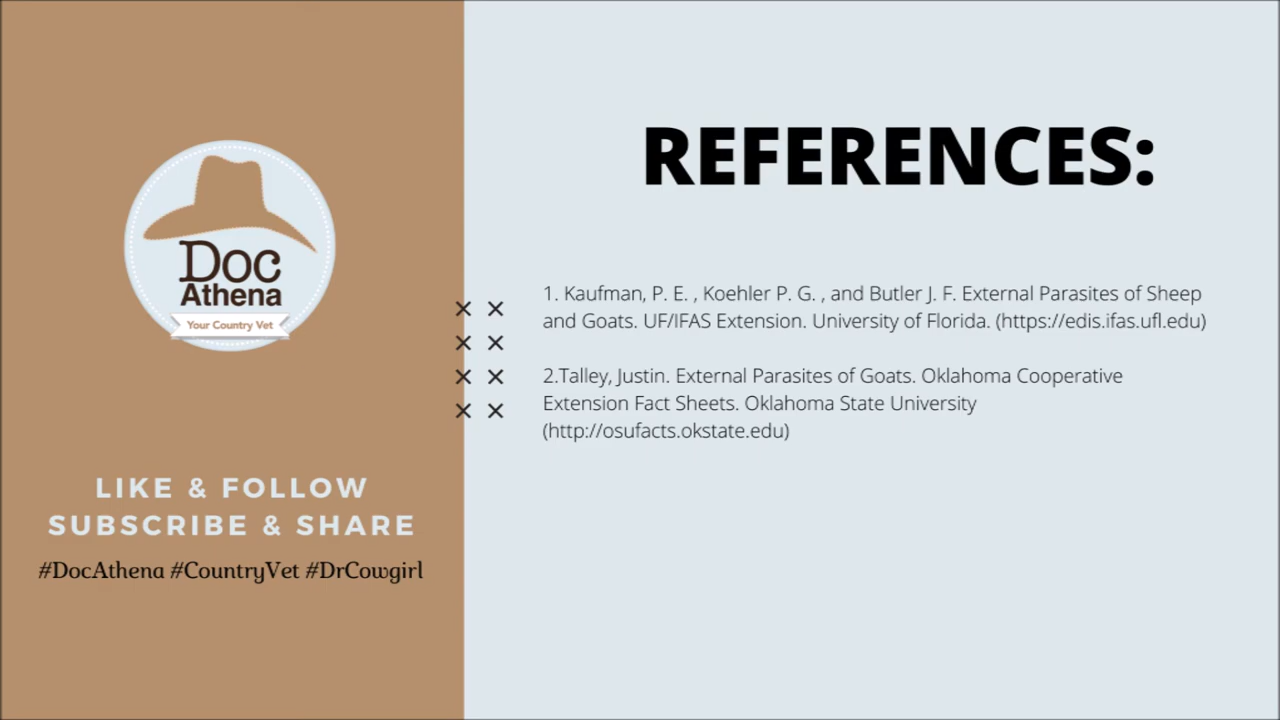 Doc
Athena
Your Country Vet
LIKE & FOLLOW
SUBSCRIBE & SHARE
#DocAthena #CountryVet #DrCowgirl
REFERENCES:
1. Kaufman, P. E. , Koehler P. G. , and Butler J. F. External Parasites of Sheep
and Goats. UF/IFAS Extension. University of Florida. (https://edis.ifas.ufl.edu)
2.Talley, Justin. External Parasites of Goats. Oklahoma Cooperative
Extension Fact Sheets. Oklahoma State University
(http://osufacts.okstate.edu)